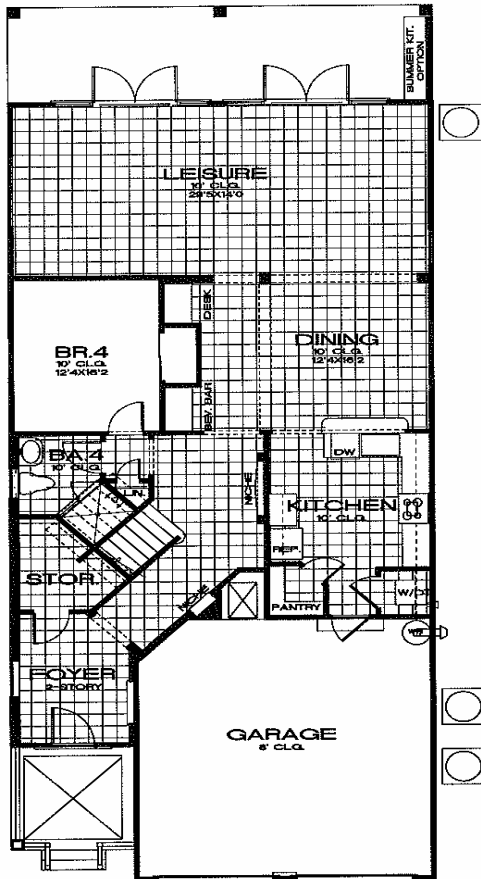 SUMMER KIT.
OPTION
LEISURE
10' CLG.
29'5X14'0
DESK
BR.4
10' CLG.
12'4X16'2
DINING
10' CLG.
12'4X16'2
BEV. BAR
BA.4
10' CLG.
LIN.
DW
NICHE
KITCHEN
10' CLG.
REF.
STOR.
NICHE
PANTRY
W/D
WH
FOYER
2-STORY
GARAGE
8' CLG.